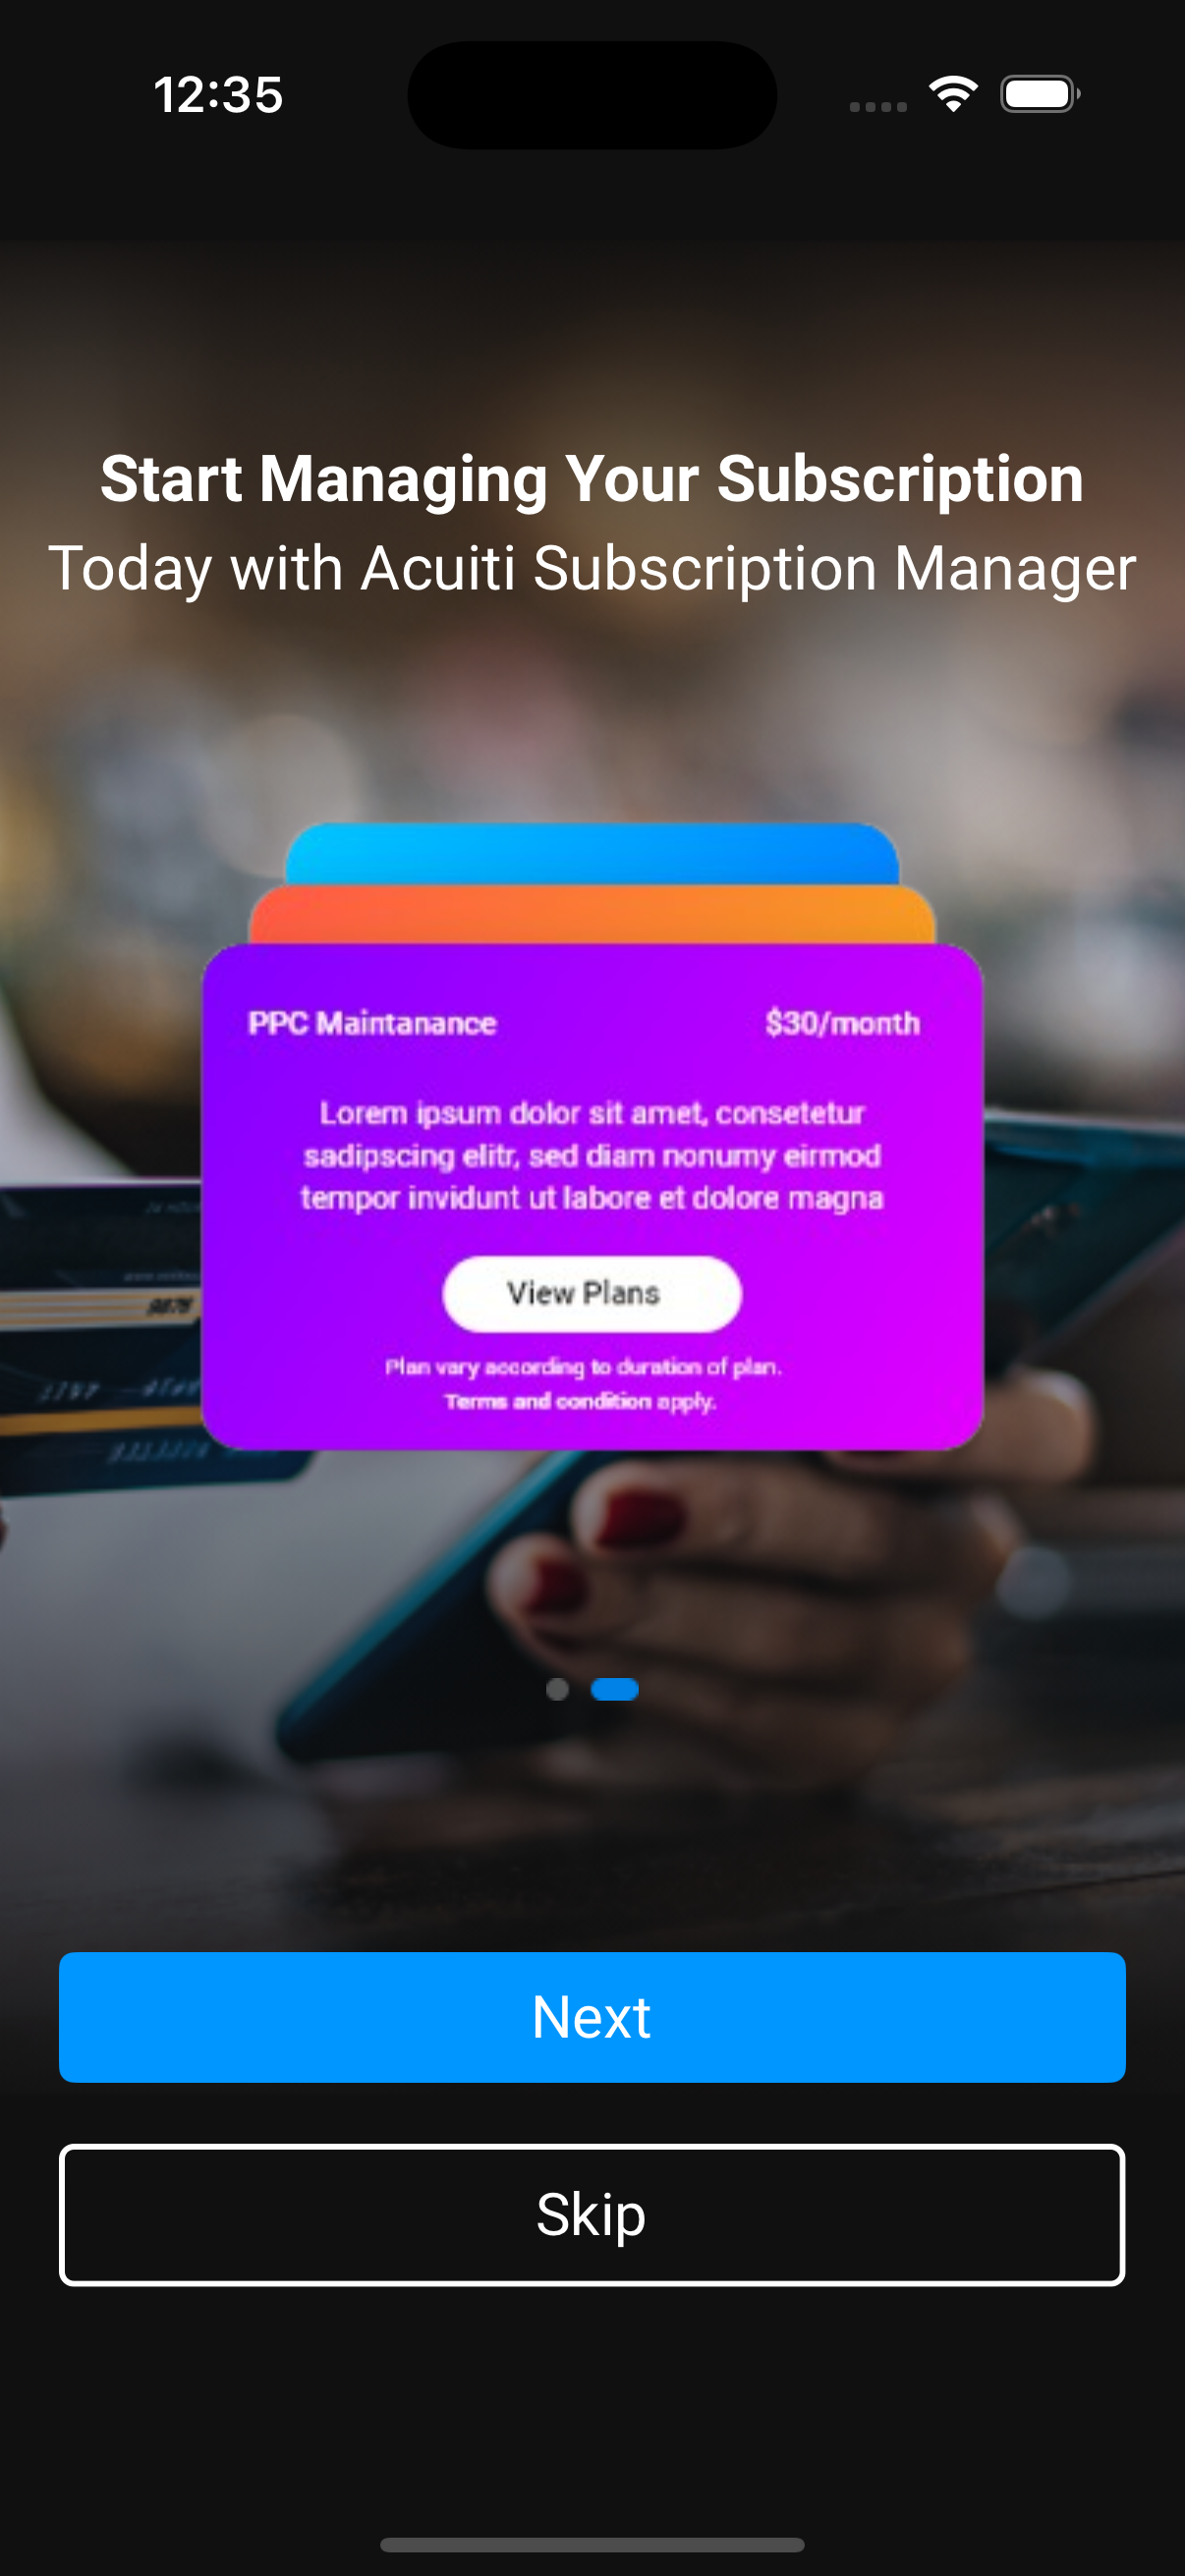 12:35
Start Managing Your Subscription
Today with Acuiti Subscription Manager
PPC Maintanance $30/month
Lorem ipsum dolor sit amet, consetetur
sadipscing elitr, sed diam nonumy eirmod
tempor invidunt ut labore et dolore magna
View Plans
Plan vary according to duration of plan.
Terms and condition apply.
Next
Skip